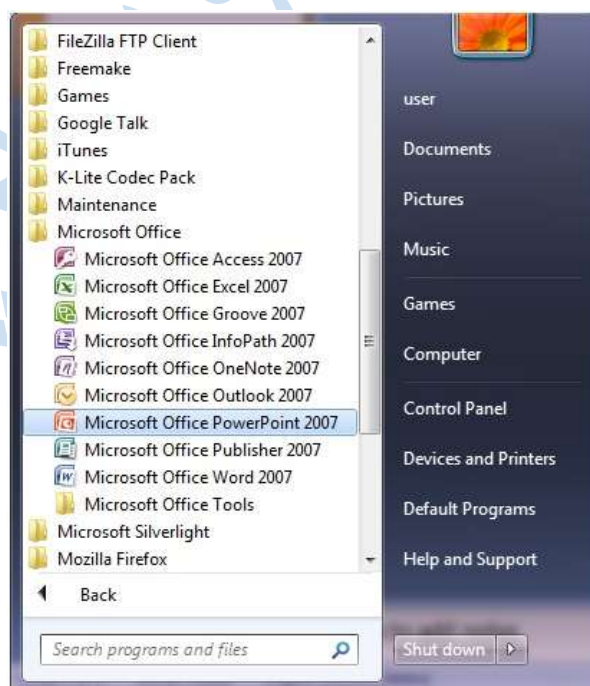 FileZilla FTP Client
Freemake
Games
Google Talk
iTunes
K-Lite Codec Pack
Maintenance
Microsoft Office
Microsoft Office Access 2007
Microsoft Office Excel 2007
Microsoft Office Groove 2007
Microsoft Office InfoPath 2007
Microsoft Office OneNote 2007
Microsoft Office Outlook 2007
Microsoft Office PowerPoint 2007
Microsoft Office Publisher 2007
Microsoft Office Word 2007
Microsoft Office Tools
Microsoft Silverlight
Mozilla Firefox
Back
Search programs and files
user
Documents
Pictures
Music
Games
Computer
Control Panel
Devices and Printers
Default Programs
Help and Support
Shut down